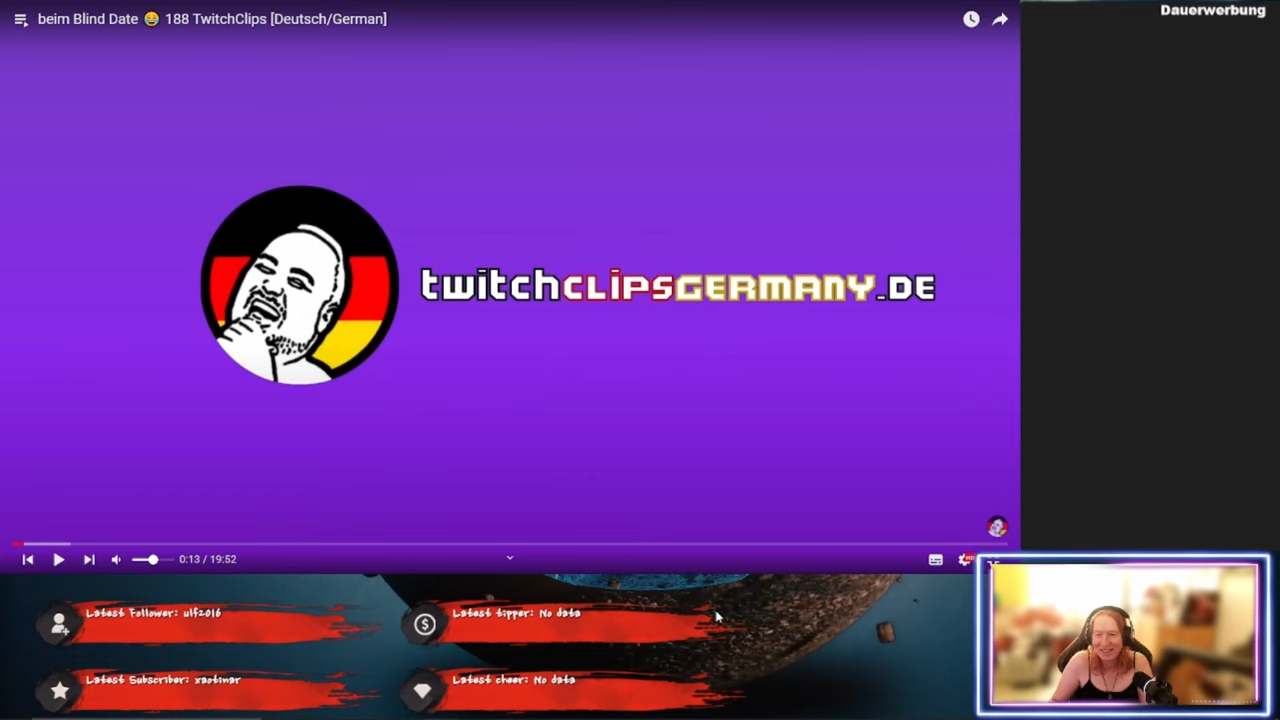 beim Blind Date 😂 188 TwitchClips [Deutsch/German]
Dauerwerbung
twitchclipsGERMANY.DE
0:13 / 19:52
Latest Follower: ulf2016
Latest tipper: No data
Latest Subscriber: xaotinar
Latest cheer: No data